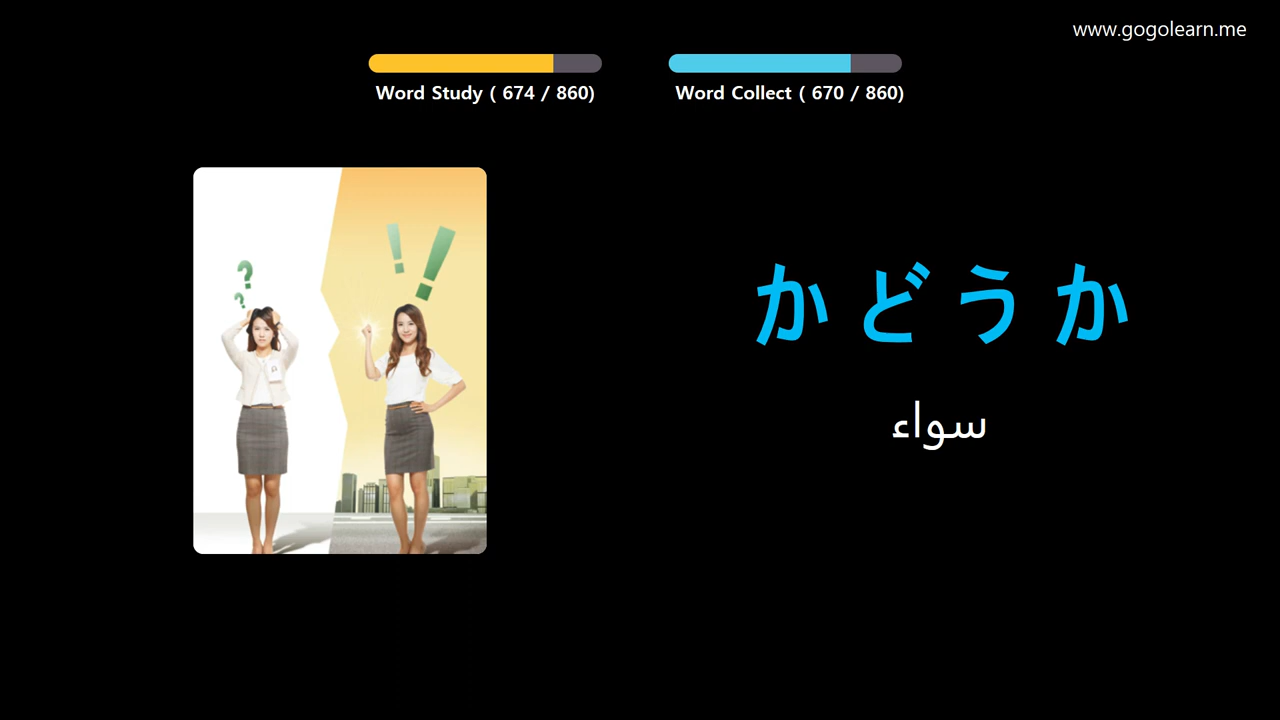 www.gogolearn.me
Word Study ( 674 / 860)
Word Collect ( 670 / 860)
? ?
! !
かどうか
سواء